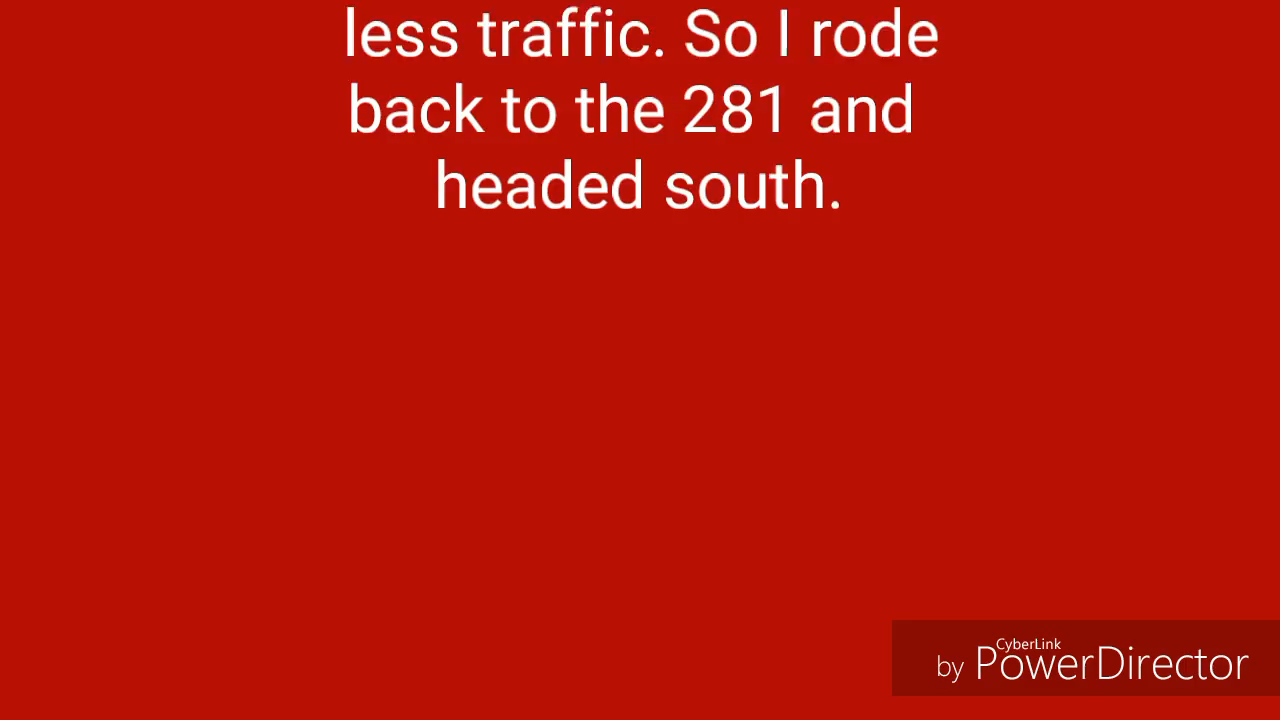 less traffic. So I rode
back to the 281 and
headed south.
CyberLink
by PowerDirector